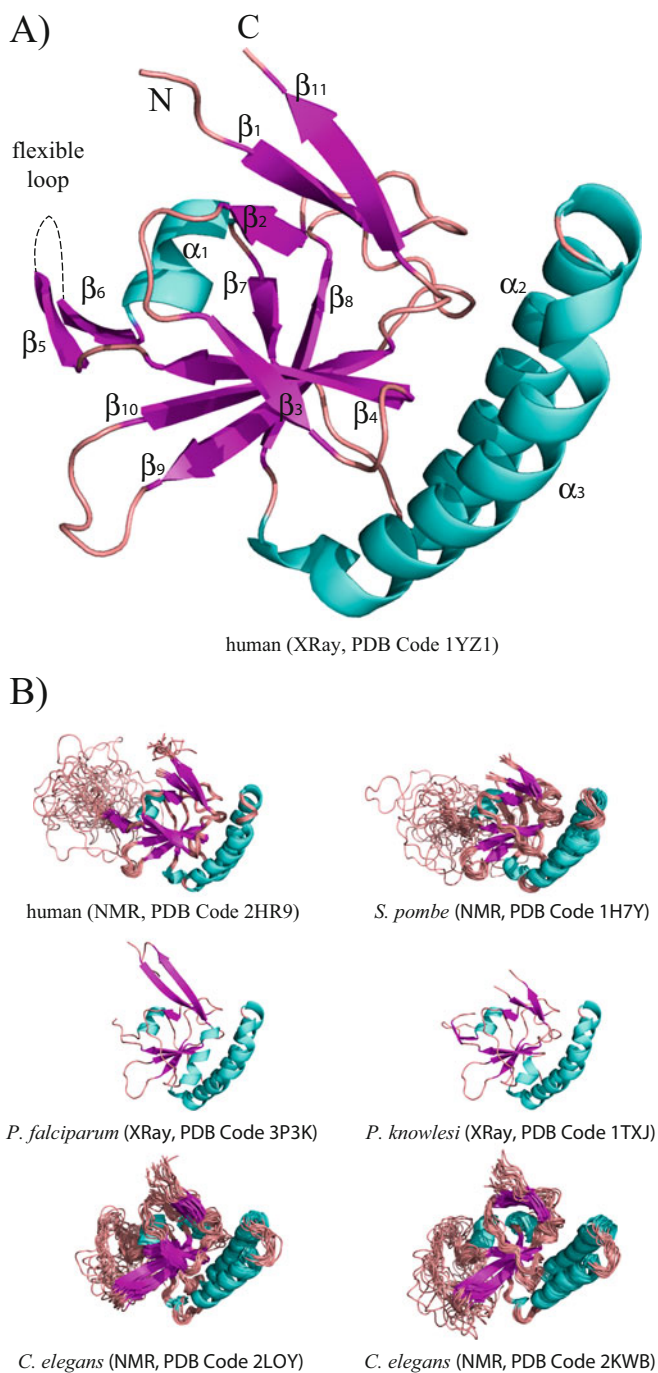 A)
C
N
β11
β1
flexible
loop
β2
α1
β6
β7
β8
α2
β5
β10
β3
β4
β9
α3
human (XRay, PDB Code 1YZ1)
B)
human (NMR, PDB Code 2HR9)
S. pombe (NMR, PDB Code 1H7Y)
P. falciparum (XRay, PDB Code 3P3K)
P. knowlesi (XRay, PDB Code 1TXJ)
C. elegans (NMR, PDB Code 2LOY)
C. elegans (NMR, PDB Code 2KWB)